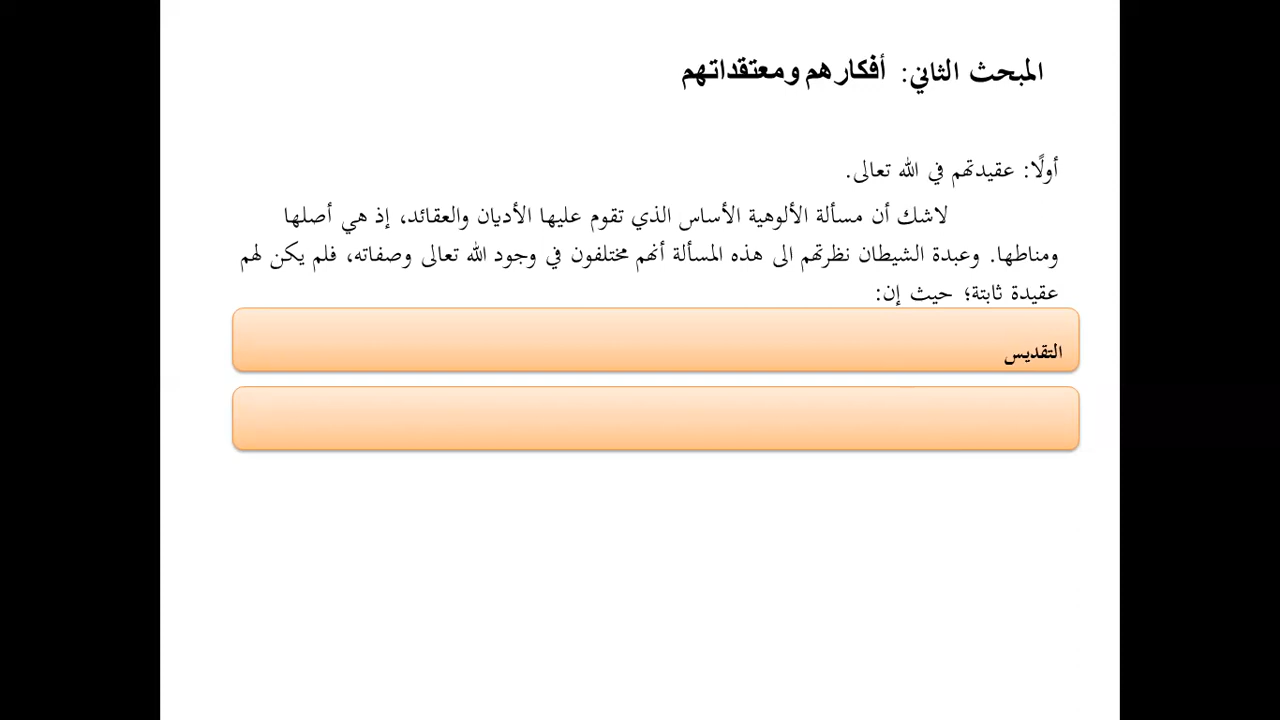 المبحث الثاني: أفكارهم ومعتقداتهم
أولًا: عقيدتهم في الله تعالى.
لاشك أن مسألة الألوهية الأساس الذي تقوم عليها الأديان والعقائد، إذ هي أصلها
ومناطها. وعبدة الشيطان نظرتهم الى هذه المسألة أنهم مختلفون في وجود الله تعالى وصفاته، فلم يكن لهم
عقيدة ثابتة؛ حيث إن:
التقديس